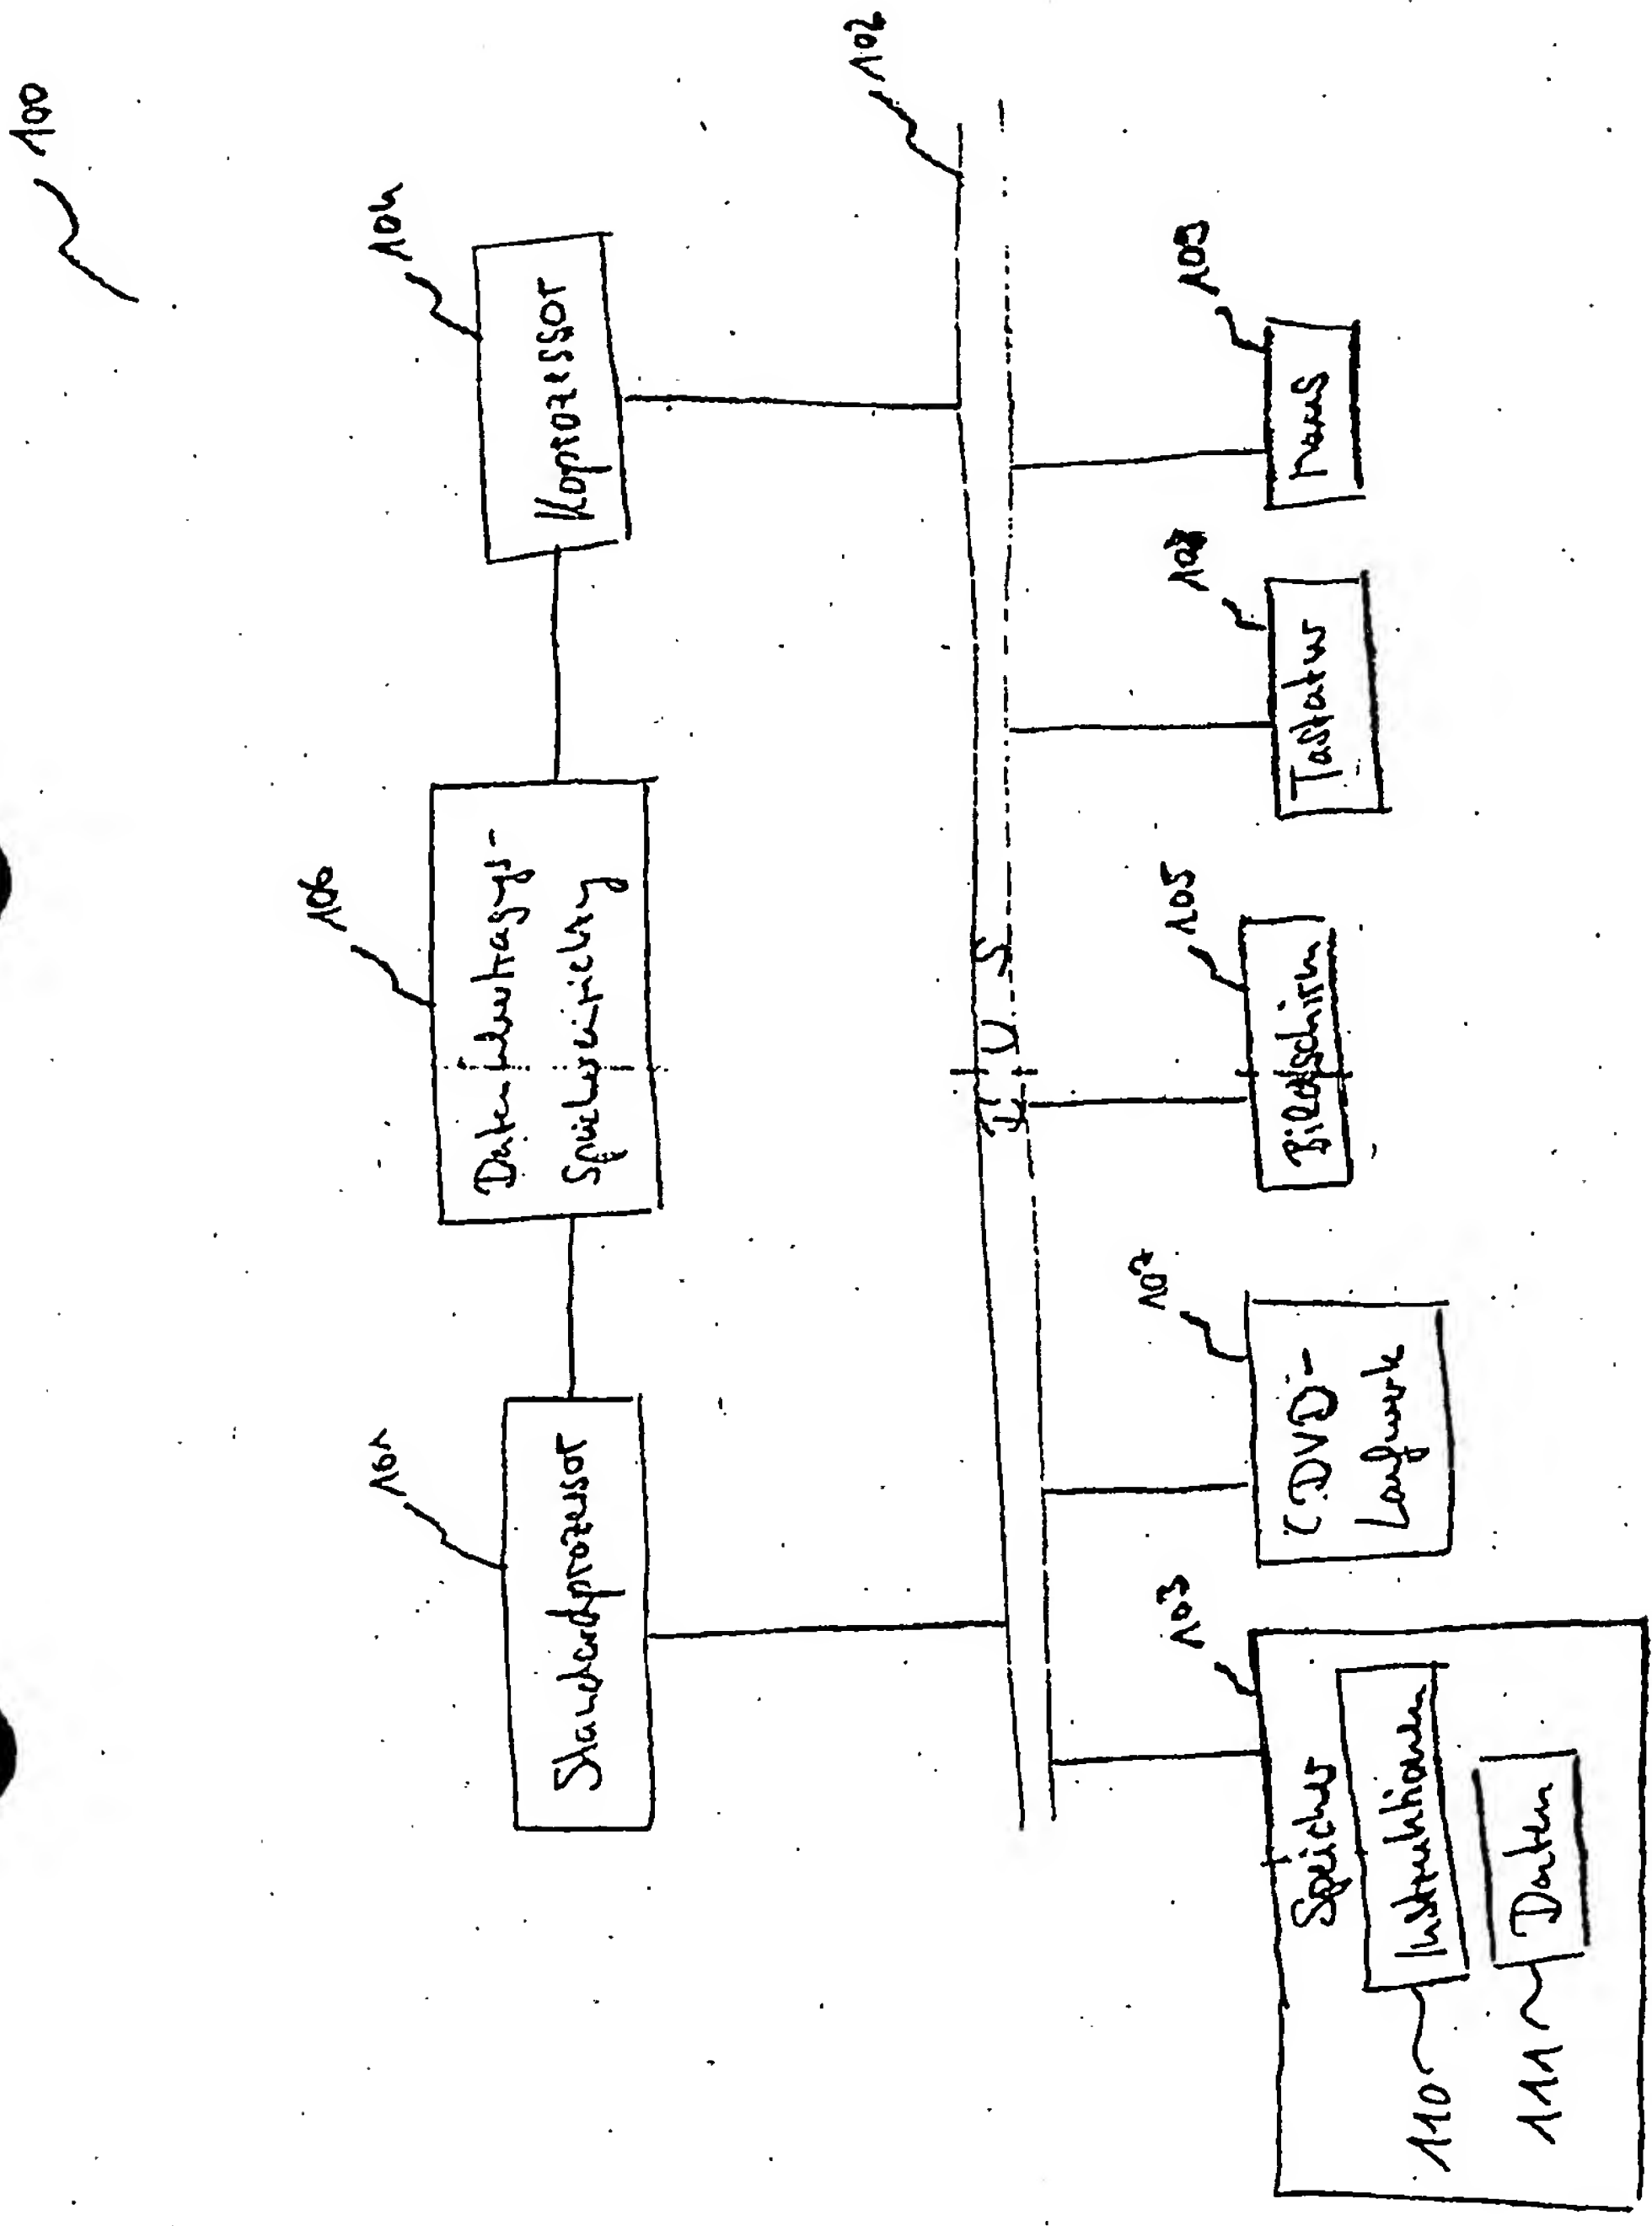 100
101
Standardprozessor
106
Datenübertragungs-
Speichereinrichtung
104
Koprozessor
102
BUS
103
Speicher
110
Instruktionen
111
Daten
107
CDVD-
Laufwerk
105
Bildschirm
108
Tastatur
109
Maus